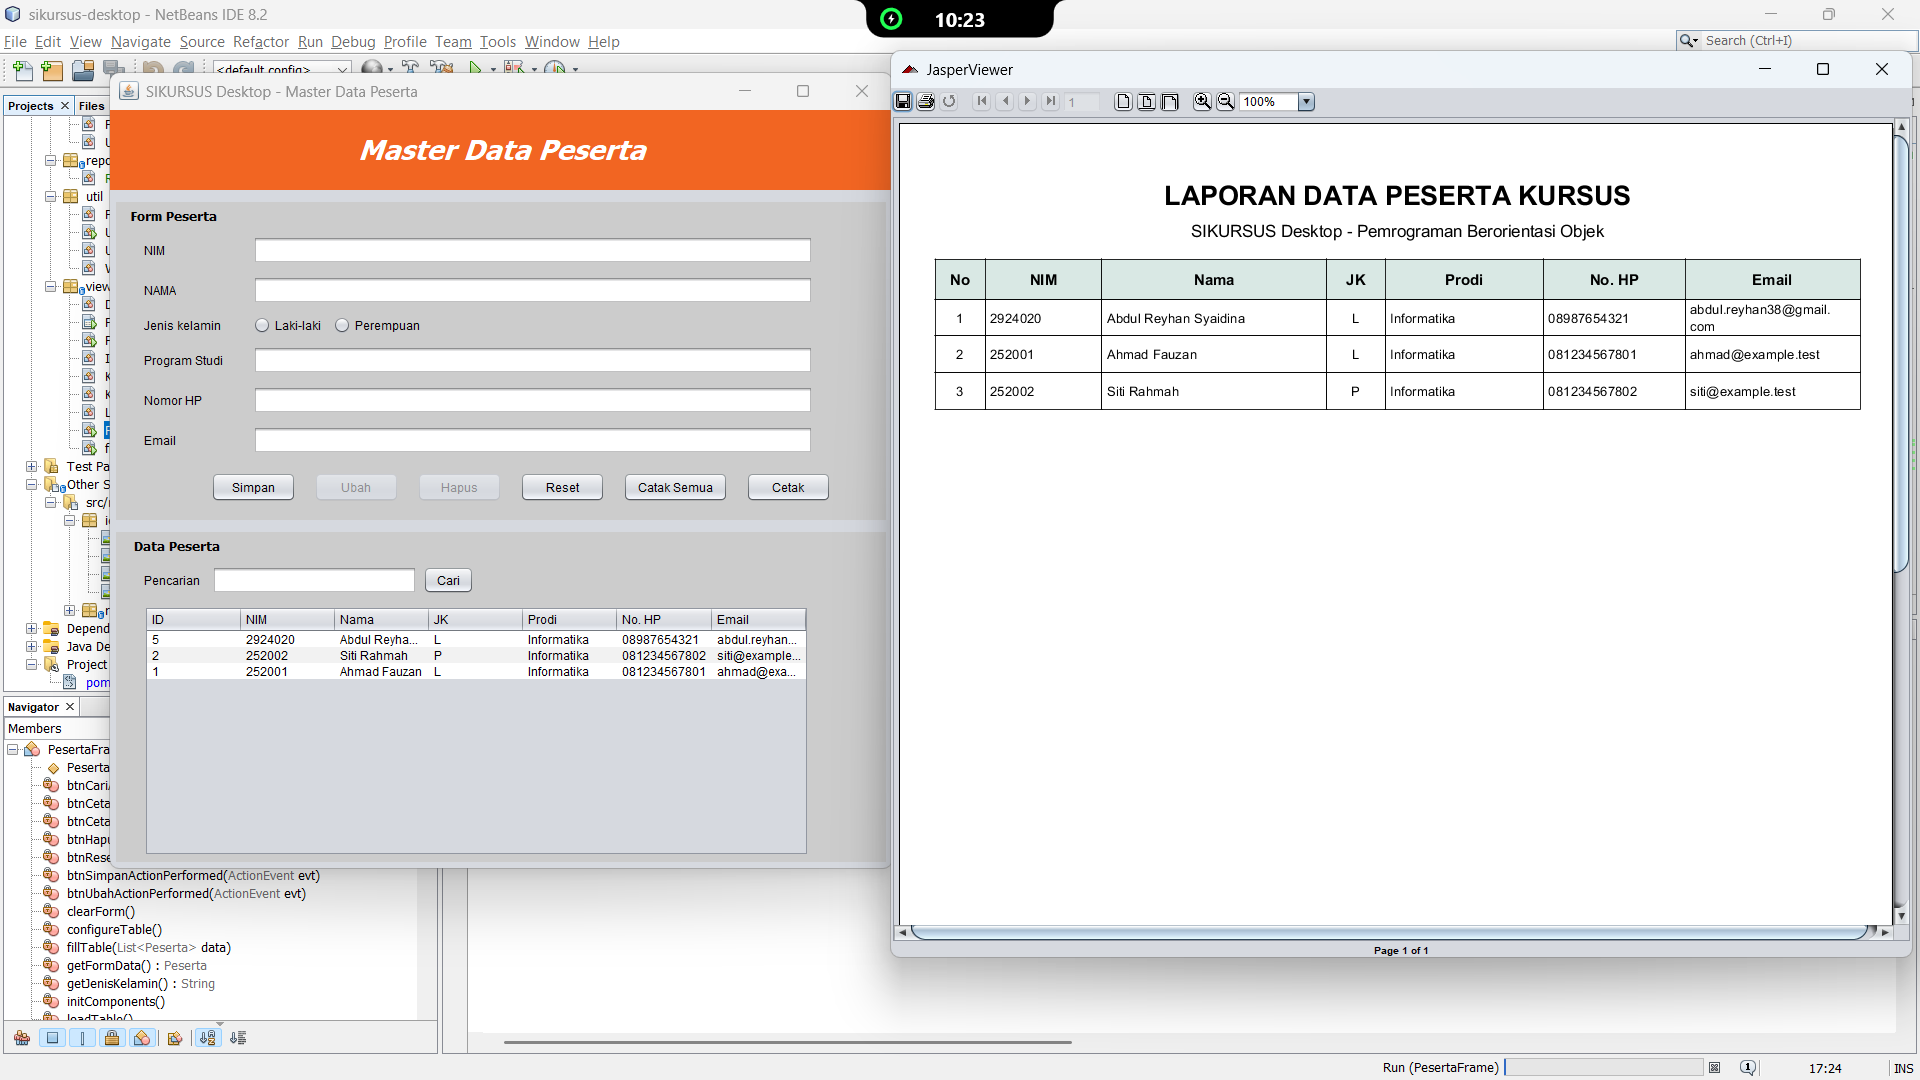 sikursus-desktop - NetBeans IDE 8.2
10:23
File Edit View Navigate Source Refactor Run Debug Profile Team Tools Window Help
Search (Ctrl+I)
<default config>
Projects
Files
repo
util
view
Test Pa
Other S
src/
Depend
Java De
Project
pom
Navigator
Members
PesertaFra
Peserta
btnCari
btnCeta
btnCeta
btnHapu
btnRese
btnSimpanActionPerformed(ActionEvent evt)
btnUbahActionPerformed(ActionEvent evt)
clearForm()
configureTable()
fillTable(List<Peserta> data)
getFormData() : Peserta
getJenisKelamin() : String
initComponents()
loadTable()
SIKURSUS Desktop - Master Data Peserta
Master Data Peserta
Form Peserta
NIM
NAMA
Jenis kelamin Laki-laki Perempuan
Program Studi
Nomor HP
Email
Simpan Ubah Hapus Reset Catak Semua Cetak
Data Peserta
Pencarian Cari
ID NIM Nama JK Prodi No. HP Email
5 2924020 Abdul Reyha... L Informatika 08987654321 abdul.reyhan...
2 252002 Siti Rahmah P Informatika 081234567802 siti@example...
1 252001 Ahmad Fauzan L Informatika 081234567801 ahmad@exa...
JasperViewer
1 100%
LAPORAN DATA PESERTA KURSUS
SIKURSUS Desktop - Pemrograman Berorientasi Objek
No NIM Nama JK Prodi No. HP Email
1 2924020 Abdul Reyhan Syaidina L Informatika 08987654321 abdul.reyhan38@gmail.
com
2 252001 Ahmad Fauzan L Informatika 081234567801 ahmad@example.test
3 252002 Siti Rahmah P Informatika 081234567802 siti@example.test
Page 1 of 1
Run (PesertaFrame)
17:24
INS